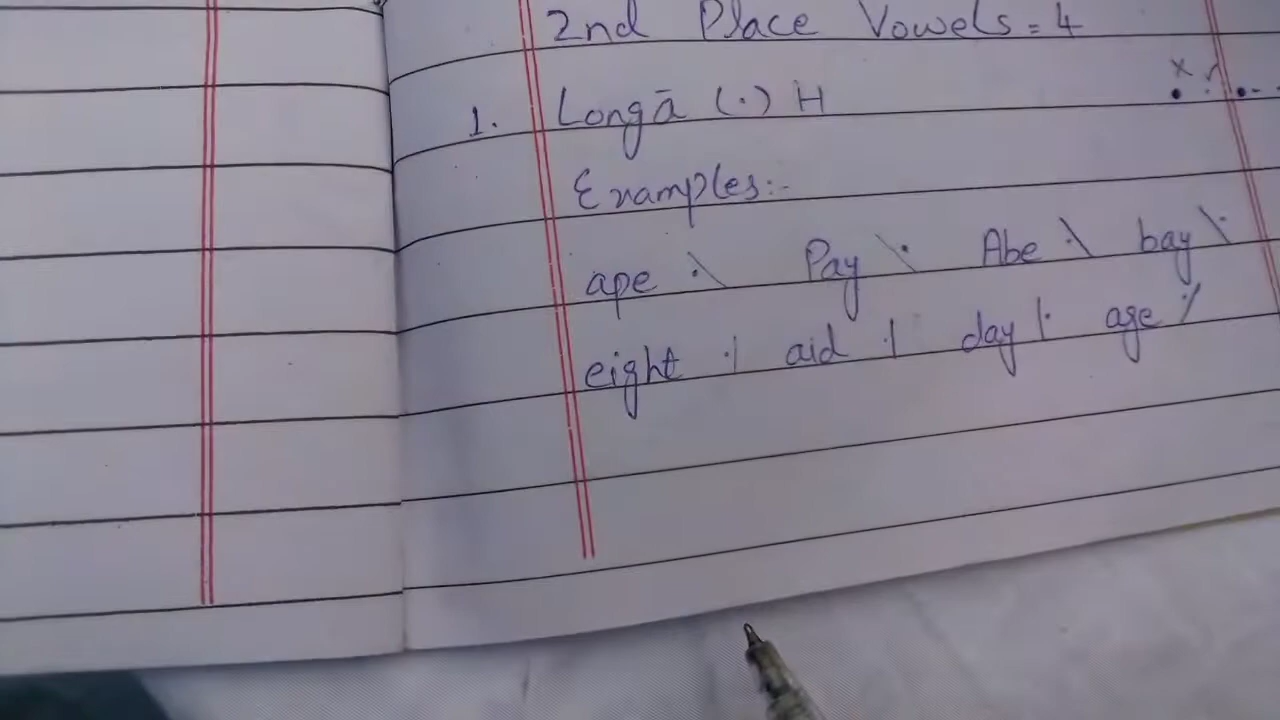 2nd Place Vowels = 4
1. Long ā (.) H
Examples:-
ape Pay Abe bay
eight aid day age